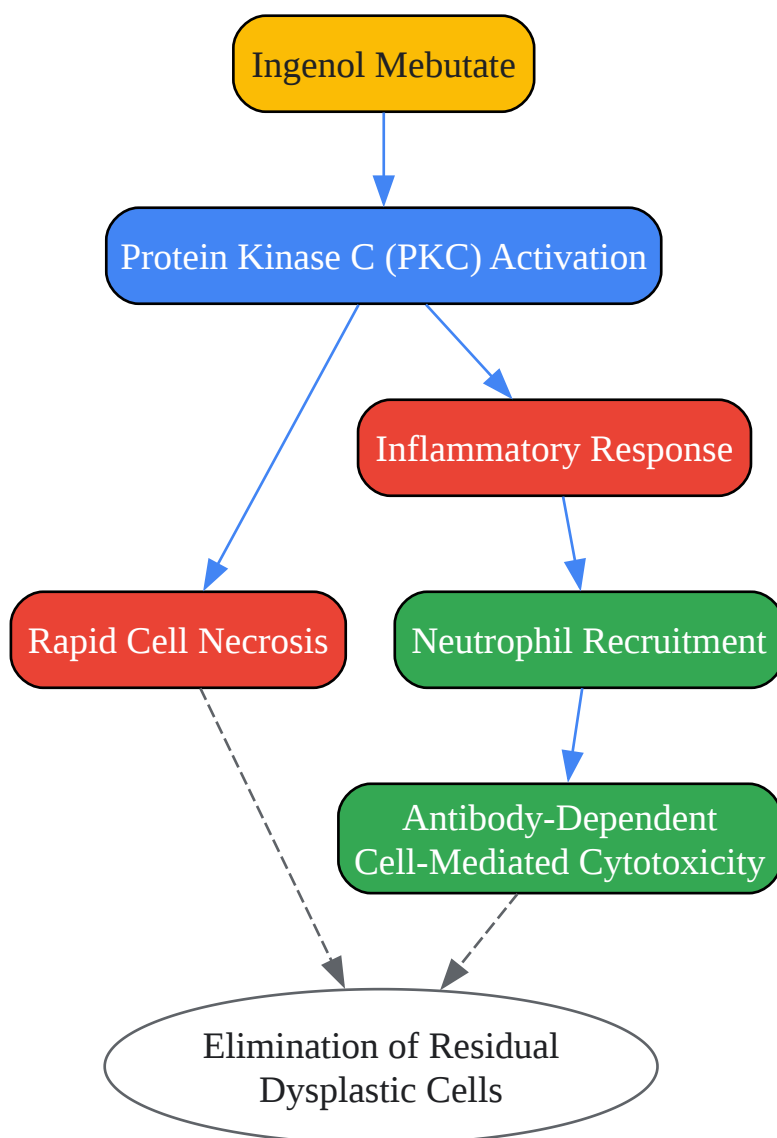 Ingenol Mebutate
Protein Kinase C (PKC) Activation
Inflammatory Response
Rapid Cell Necrosis
Neutrophil Recruitment
Antibody-Dependent
Cell-Mediated Cytotoxicity
Elimination of Residual
Dysplastic Cells